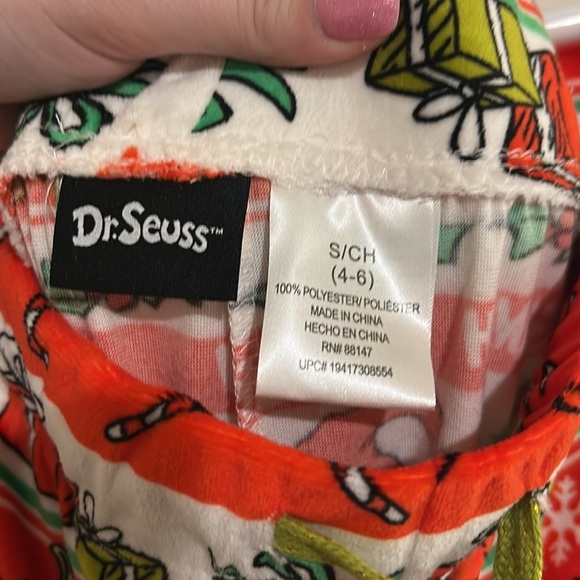 Dr. Seuss™
S/CH
(4-6)
100% POLYESTER/ POLIÉSTER
MADE IN CHINA
HECHO EN CHINA
RN# 88147
UPC# 19417308554